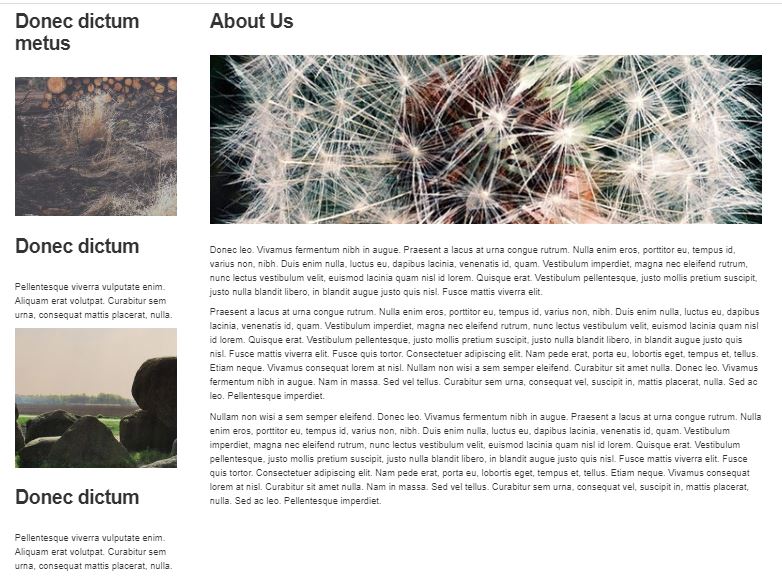 Donec dictum
metus
Donec dictum
Pellentesque viverra vulputate enim.
Aliquam erat volutpat. Curabitur sem
urna, consequat mattis placerat, nulla.
Donec dictum
Pellentesque viverra vulputate enim.
Aliquam erat volutpat. Curabitur sem
urna, consequat mattis placerat, nulla.
About Us
Donec leo. Vivamus fermentum nibh in augue. Praesent a lacus at urna congue rutrum. Nulla enim eros, porttitor eu, tempus id,
varius non, nibh. Duis enim nulla, luctus eu, dapibus lacinia, venenatis id, quam. Vestibulum imperdiet, magna nec eleifend rutrum,
nunc lectus vestibulum velit, euismod lacinia quam nisl id lorem. Quisque erat. Vestibulum pellentesque, justo mollis pretium suscipit,
justo nulla blandit libero, in blandit augue justo quis nisl. Fusce mattis viverra elit.
Praesent a lacus at urna congue rutrum. Nulla enim eros, porttitor eu, tempus id, varius non, nibh. Duis enim nulla, luctus eu, dapibus
lacinia, venenatis id, quam. Vestibulum imperdiet, magna nec eleifend rutrum, nunc lectus vestibulum velit, euismod lacinia quam nisl
id lorem. Quisque erat. Vestibulum pellentesque, justo mollis pretium suscipit, justo nulla blandit libero, in blandit augue justo quis
nisl. Fusce mattis viverra elit. Fusce quis tortor. Consectetuer adipiscing elit. Nam pede erat, porta eu, lobortis eget, tempus et, tellus.
Etiam neque. Vivamus consequat lorem at nisl. Nullam non wisi a sem semper eleifend. Curabitur sit amet nulla. Donec leo. Vivamus
fermentum nibh in augue. Nam in massa. Sed vel tellus. Curabitur sem urna, consequat vel, suscipit in, mattis placerat, nulla. Sed ac
leo. Pellentesque imperdiet.
Nullam non wisi a sem semper eleifend. Donec leo. Vivamus fermentum nibh in augue. Praesent a lacus at urna congue rutrum. Nulla
enim eros, porttitor eu, tempus id, varius non, nibh. Duis enim nulla, luctus eu, dapibus lacinia, venenatis id, quam. Vestibulum
imperdiet, magna nec eleifend rutrum, nunc lectus vestibulum velit, euismod lacinia quam nisl id lorem. Quisque erat. Vestibulum
pellentesque, justo mollis pretium suscipit, justo nulla blandit libero, in blandit augue justo quis nisl. Fusce mattis viverra elit. Fusce
quis tortor. Consectetuer adipiscing elit. Nam pede erat, porta eu, lobortis eget, tempus et, tellus. Etiam neque. Vivamus consequat
lorem at nisl. Curabitur sit amet nulla. Nam in massa. Sed vel tellus. Curabitur sem urna, consequat vel, suscipit in, mattis placerat,
nulla. Sed ac leo. Pellentesque imperdiet.